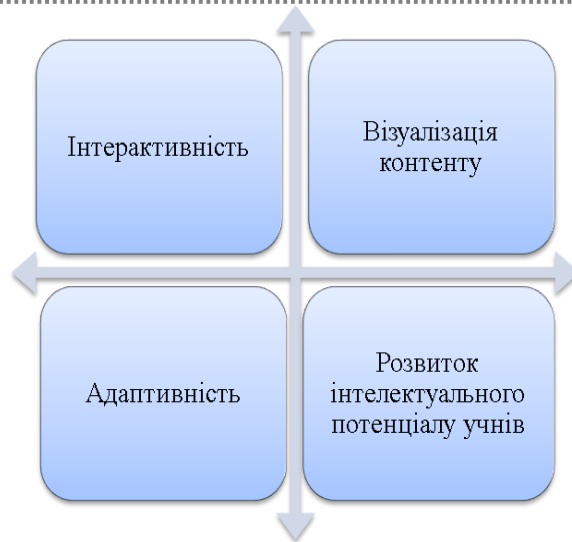 Інтерактивність
Візуалізація
контенту
Адаптивність
Розвиток
інтелектуального
потенціалу учнів